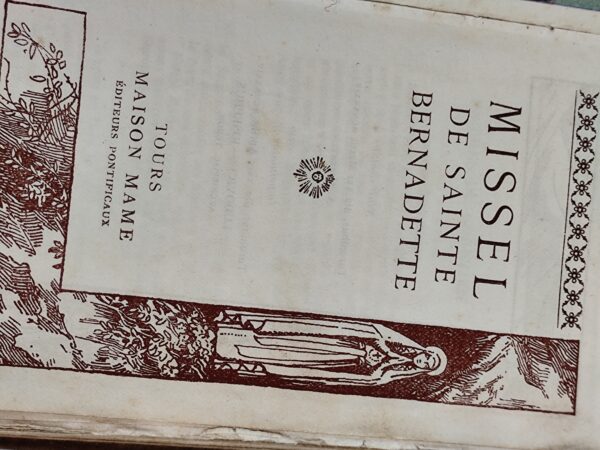 MISSEL
DE SAINTE
BERNADETTE
TOURS
MAISON MAME
ÉDITEURS PONTIFICAUX